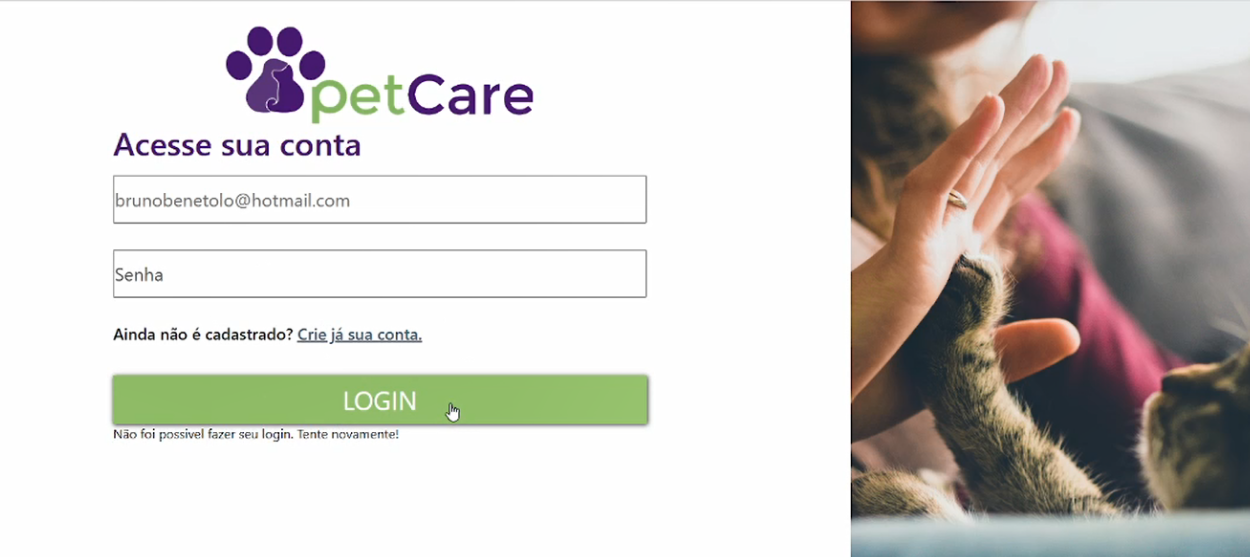 petCare
Acesse sua conta
brunobenetolo@hotmail.com
Senha
Ainda não é cadastrado? Crie já sua conta.
LOGIN
Não foi possivel fazer seu login. Tente novamente!